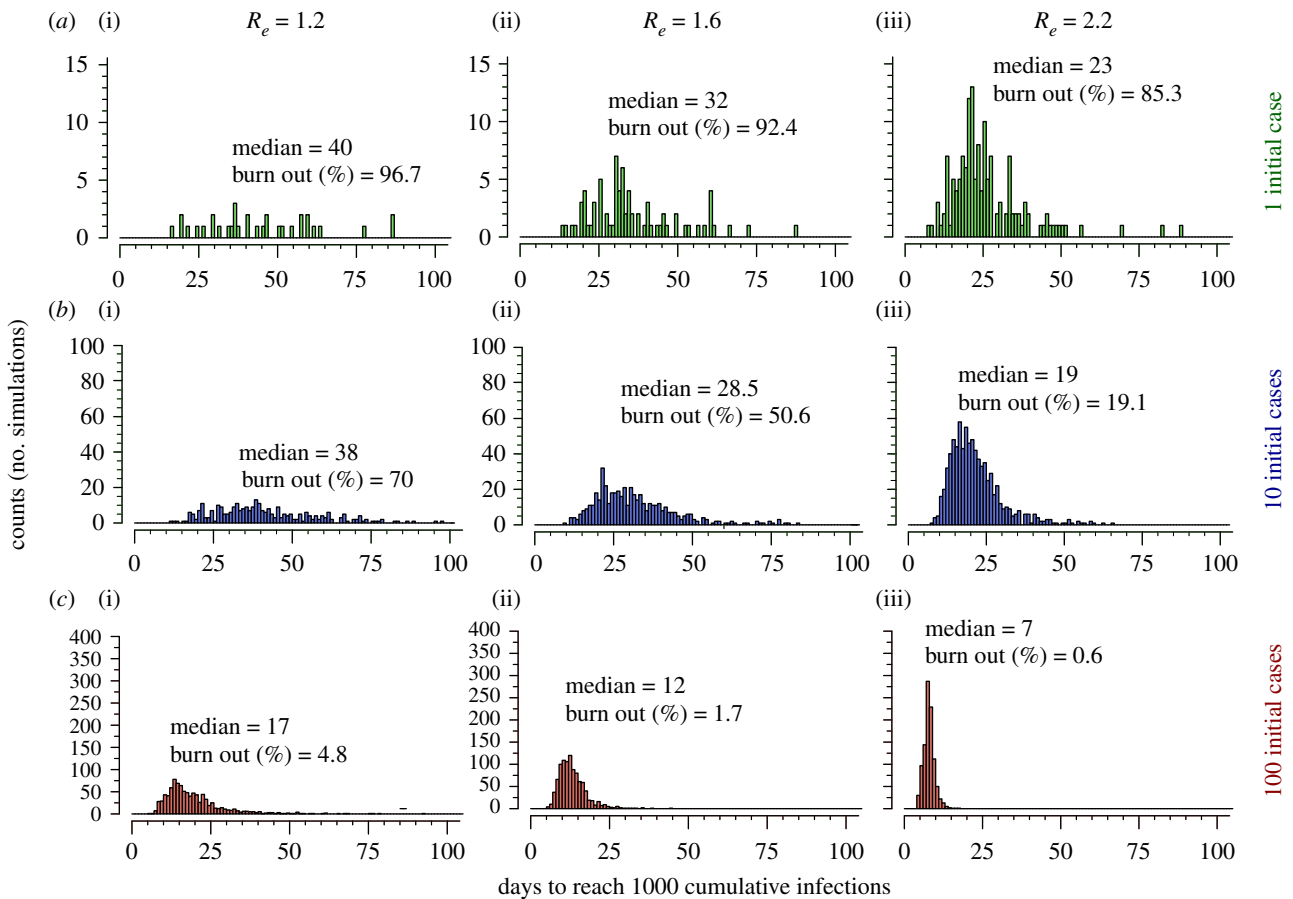 (a) (i) R_e = 1.2 (ii) R_e = 1.6 (iii) R_e = 2.2
15
10
5
0
median = 40
burn out (%) = 96.7
0 25 50 75 100
15
10
5
0
median = 32
burn out (%) = 92.4
0 25 50 75 100
median = 23
burn out (%) = 85.3
0 25 50 75 100
1 initial case
(b) (i) (ii) (iii)
100
80
60
40
20
0
median = 38
burn out (%) = 70
0 25 50 75 100
100
80
60
40
20
0
median = 28.5
burn out (%) = 50.6
0 25 50 75 100
median = 19
burn out (%) = 19.1
0 25 50 75 100
10 initial cases
counts (no. simulations)
(c) (i) (ii) (iii)
400
350
300
250
200
150
100
50
0
median = 17
burn out (%) = 4.8
0 25 50 75 100
400
350
300
250
200
150
100
50
0
median = 12
burn out (%) = 1.7
0 25 50 75 100
median = 7
burn out (%) = 0.6
0 25 50 75 100
100 initial cases
days to reach 1000 cumulative infections